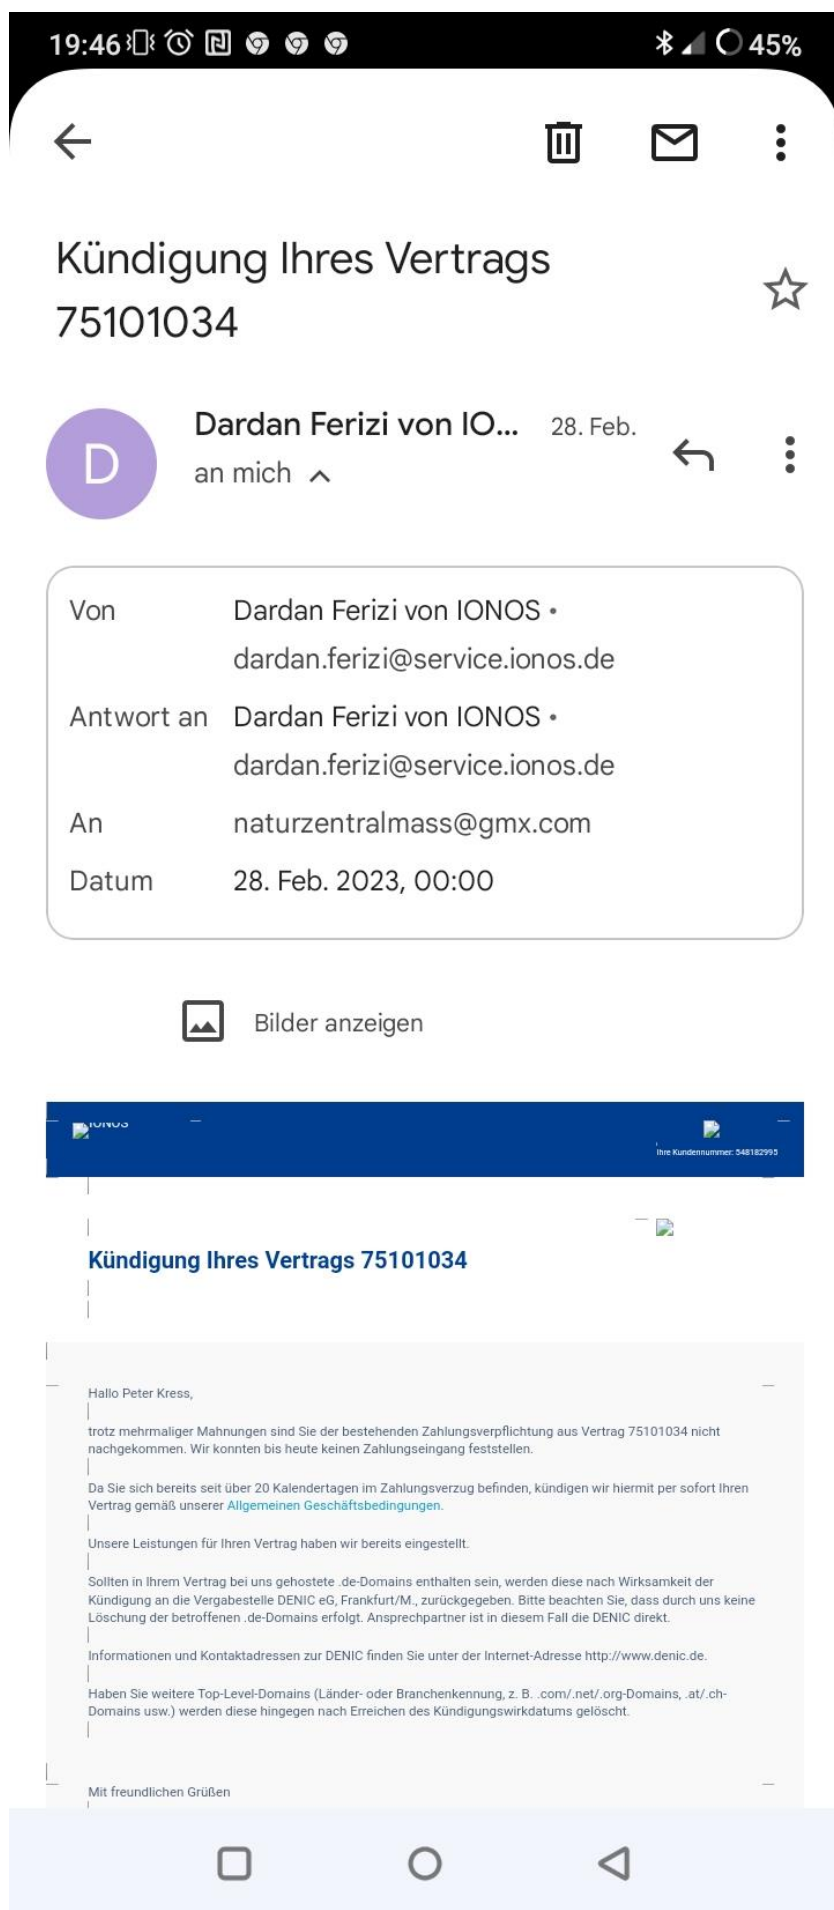 19:46
45%
Kündigung Ihres Vertrags
75101034
D
Dardan Ferizi von IO...
28. Feb.
an mich
Von
Dardan Ferizi von IONOS •
dardan.ferizi@service.ionos.de
Antwort an
Dardan Ferizi von IONOS •
dardan.ferizi@service.ionos.de
An
naturzentralmass@gmx.com
Datum
28. Feb. 2023, 00:00
Bilder anzeigen
IONOS
Ihre Kundennummer: 548182995
Kündigung Ihres Vertrags 75101034
Hallo Peter Kress,
trotz mehrmaliger Mahnungen sind Sie der bestehenden Zahlungsverpflichtung aus Vertrag 75101034 nicht
nachgekommen. Wir konnten bis heute keinen Zahlungseingang feststellen.
Da Sie sich bereits seit über 20 Kalendertagen im Zahlungsverzug befinden, kündigen wir hiermit per sofort Ihren
Vertrag gemäß unserer Allgemeinen Geschäftsbedingungen.
Unsere Leistungen für Ihren Vertrag haben wir bereits eingestellt.
Sollten in Ihrem Vertrag bei uns gehostete .de-Domains enthalten sein, werden diese nach Wirksamkeit der
Kündigung an die Vergabestelle DENIC eG, Frankfurt/M., zurückgegeben. Bitte beachten Sie, dass durch uns keine
Löschung der betroffenen .de-Domains erfolgt. Ansprechpartner ist in diesem Fall die DENIC direkt.
Informationen und Kontaktadressen zur DENIC finden Sie unter der Internet-Adresse http://www.denic.de.
Haben Sie weitere Top-Level-Domains (Länder- oder Branchenkennung, z. B. .com/.net/.org-Domains, .at/.ch-
Domains usw.) werden diese hingegen nach Erreichen des Kündigungswirkdatums gelöscht.
Mit freundlichen Grüßen